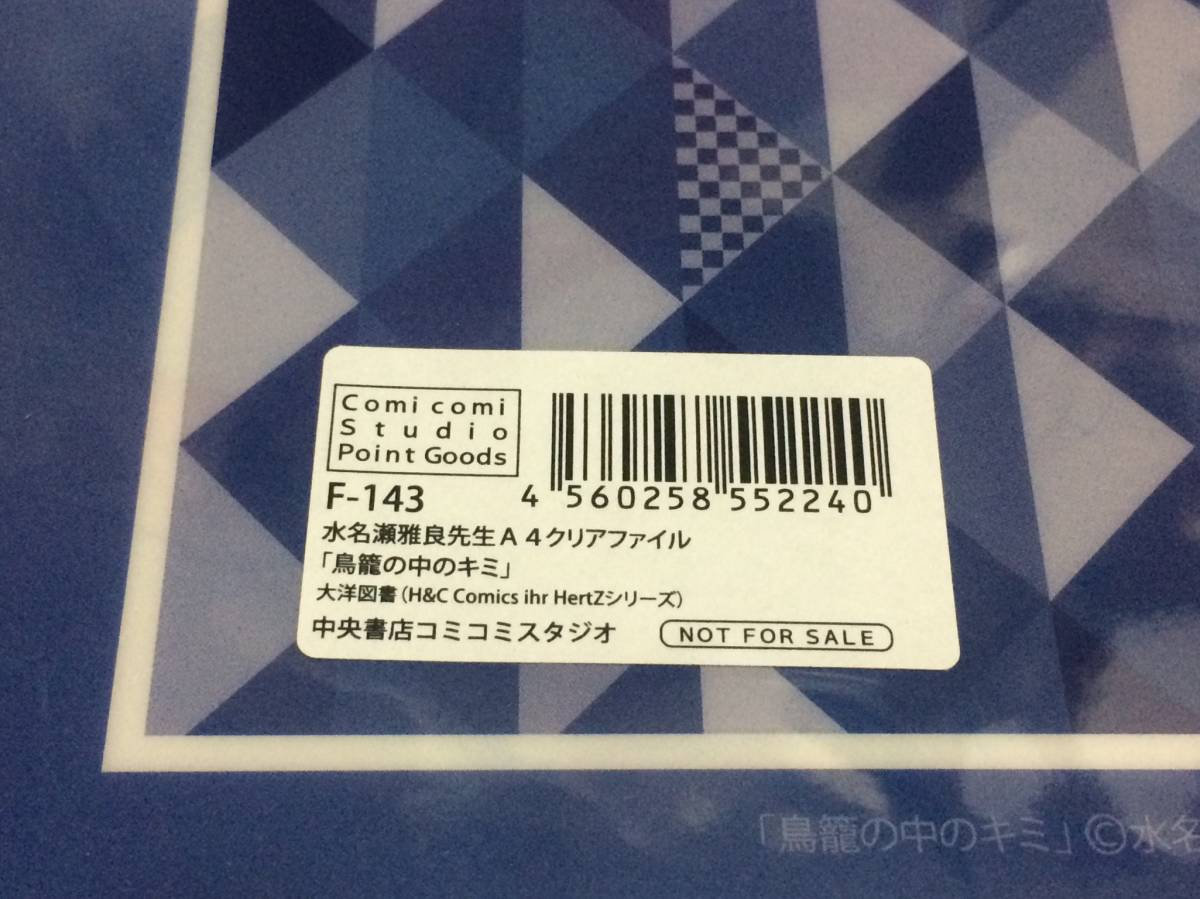 Comi comi
Studio
Point Goods
F-143
4 560258 552240
水名瀬雅良先生A4クリアファイル
「鳥籠の中のキミ」
大洋図書(H&C Comics ihr HertZシリーズ)
中央書店コミコミスタジオ
NOT FOR SALE
「鳥籠の中のキミ」©水名